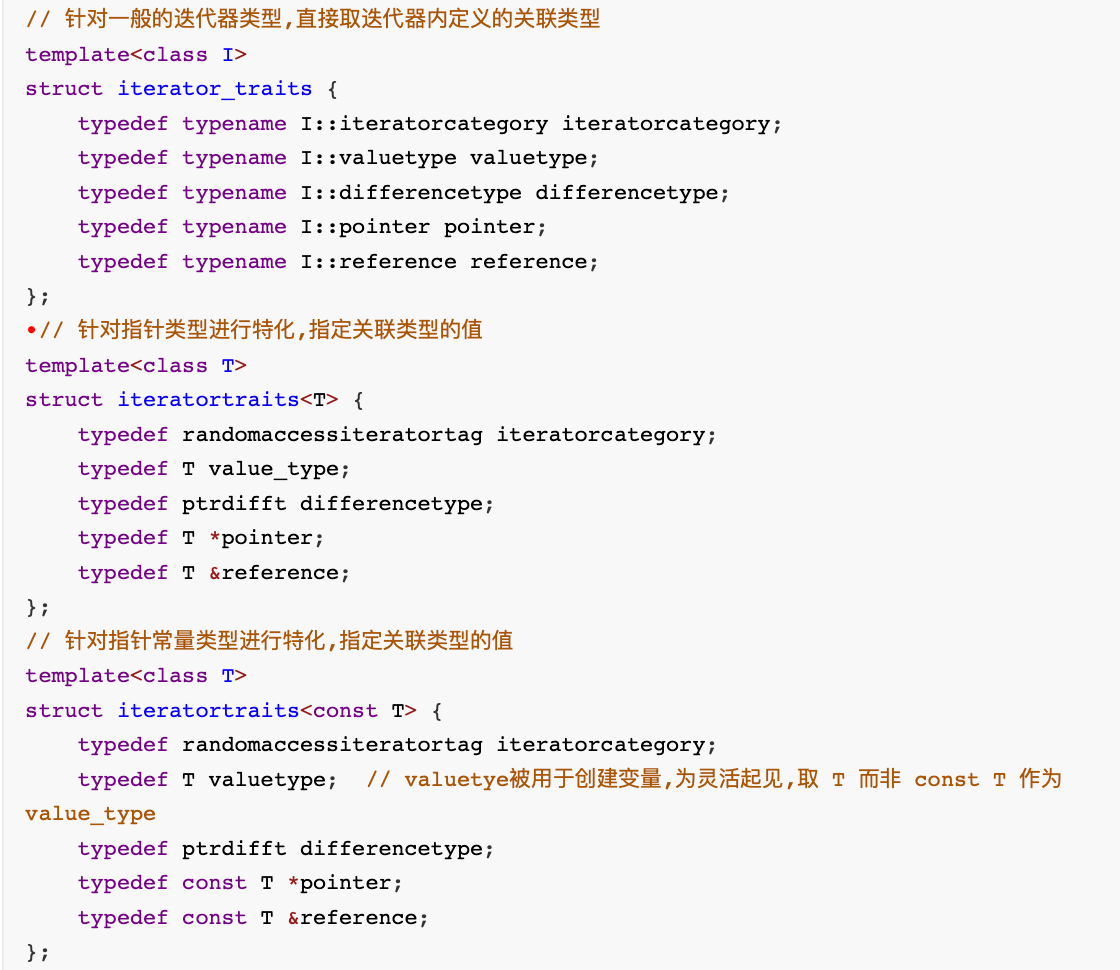 // 针对一般的迭代器类型,直接取迭代器内定义的关联类型
template<class I>
struct iterator_traits {
    typedef typename I::iteratorcategory iteratorcategory;
    typedef typename I::valuetype valuetype;
    typedef typename I::differencetype differencetype;
    typedef typename I::pointer pointer;
    typedef typename I::reference reference;
};
•// 针对指针类型进行特化,指定关联类型的值
template<class T>
struct iteratortraits<T> {
    typedef randomaccessiteratortag iteratorcategory;
    typedef T value_type;
    typedef ptrdifft differencetype;
    typedef T *pointer;
    typedef T &reference;
};
// 针对指针常量类型进行特化,指定关联类型的值
template<class T>
struct iteratortraits<const T> {
    typedef randomaccessiteratortag iteratorcategory;
    typedef T valuetype;  // valuetye被用于创建变量,为灵活起见,取 T 而非 const T 作为
value_type
    typedef ptrdifft differencetype;
    typedef const T *pointer;
    typedef const T &reference;
};